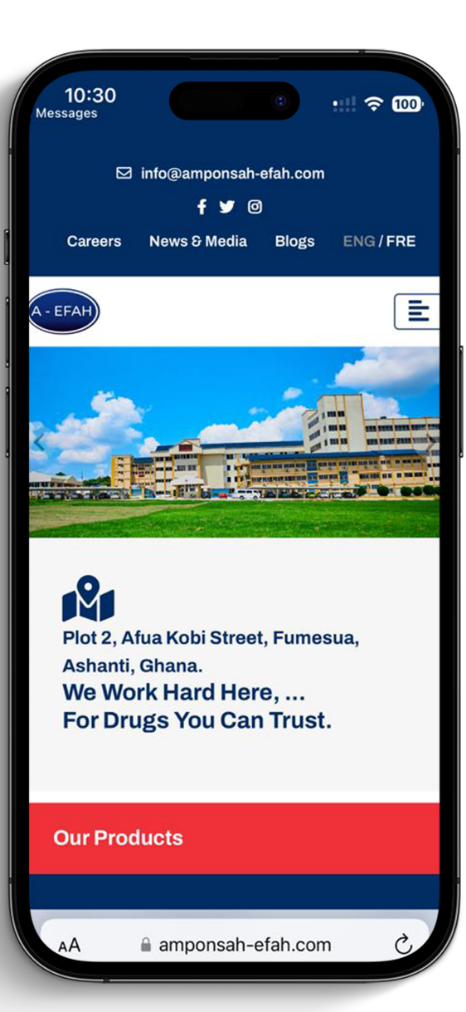 10:30
Messages
100
info@amponsah-efah.com
Careers News & Media Blogs ENG / FRE
A - EFAH
Plot 2, Afua Kobi Street, Fumesua,
Ashanti, Ghana.
We Work Hard Here, ...
For Drugs You Can Trust.
Our Products
AA amponsah-efah.com